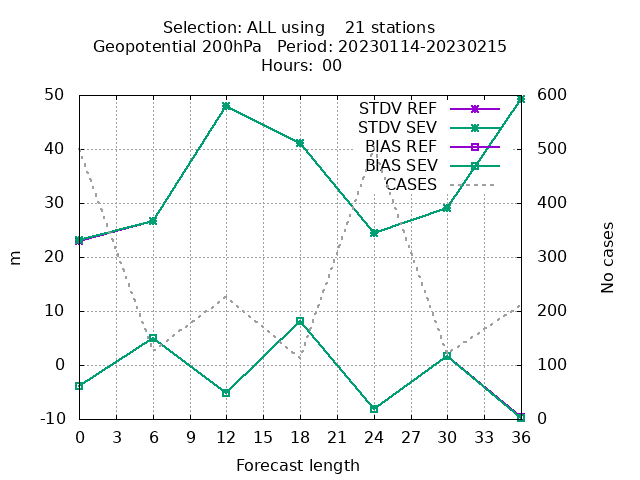 Selection: ALL using    21 stations
Geopotential 200hPa   Period: 20230114-20230215
Hours: 00
50
40
30
20
10
0
-10
m
STDV REF
STDV SEV
BIAS REF
BIAS SEV
CASES
600
500
400
300
200
100
0
No cases
0 3 6 9 12 15 18 21 24 27 30 33 36
Forecast length